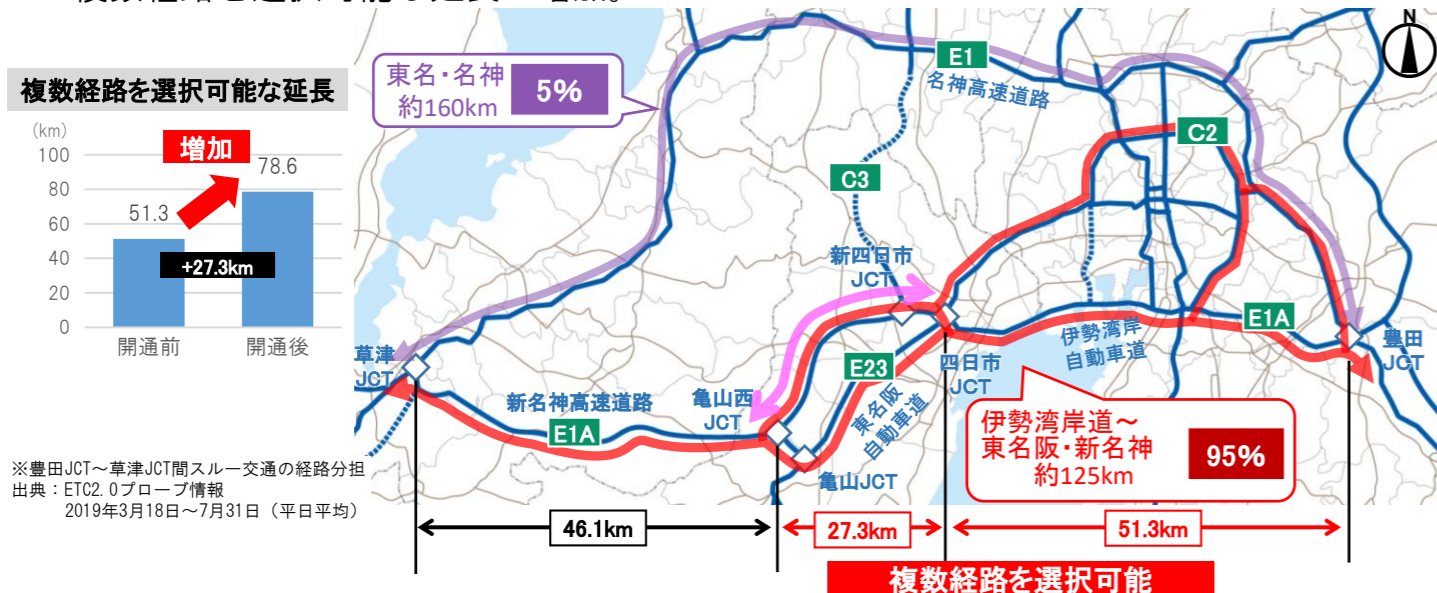 複数経路を選択可能な延長
(km)
100
80
60
40
20
0
増加
51.3
78.6
+27.3km
開通前
開通後
※豊田JCT～草津JCT間スルー交通の経路分担
出典：ETC2.0プローブ情報
2019年3月18日～7月31日（平日平均）
東名・名神
約160km
5%
E1
名神高速道路
N
C2
C3
新四日市
JCT
E1A
伊勢湾岸
自動車道
豊田
JCT
草津
JCT
新名神高速道路
E1A
亀山西
JCT
E23
東名阪
自動車道
四日市
JCT
亀山JCT
伊勢湾岸道～
東名阪・新名神
約125km
95%
46.1km
27.3km
51.3km
複数経路を選択可能